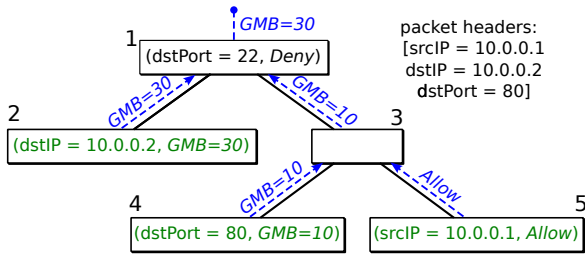 GMB=30
packet headers:
[srcIP = 10.0.0.1
dstIP = 10.0.0.2
dstPort = 80]
1
(dstPort = 22, Deny)
GMB=30
GMB=10
2
3
(dstIP = 10.0.0.2, GMB=30)
GMB=10
Allow
4
5
(dstPort = 80, GMB=10)
(srcIP = 10.0.0.1, Allow)